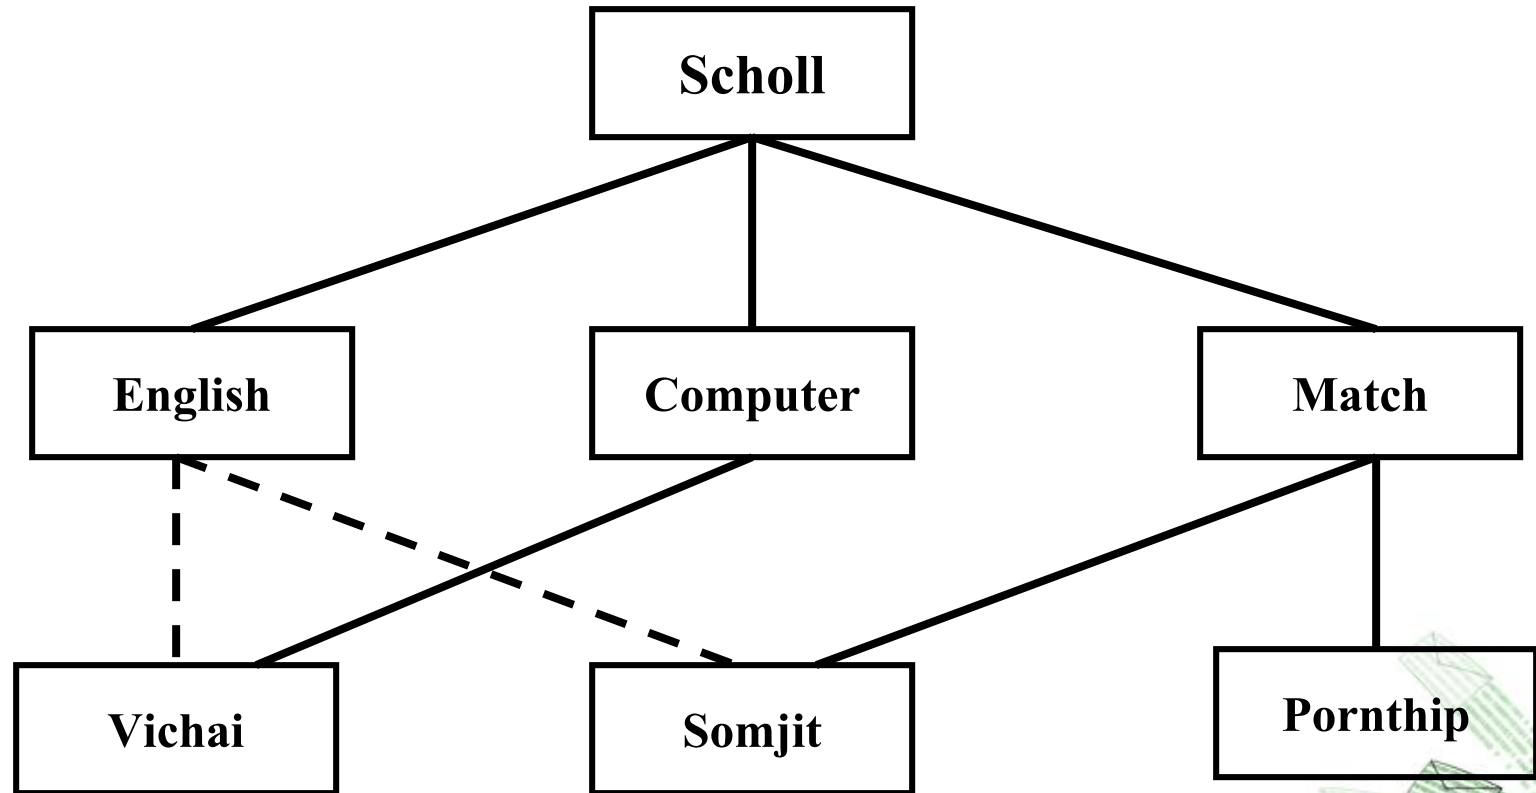 Scholl
English
Computer
Match
Vichai
Somjit
Pornthip